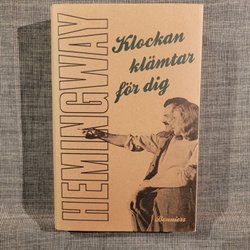 HEMINGWAY
Klockan
klämtar
för dig
Bonniers